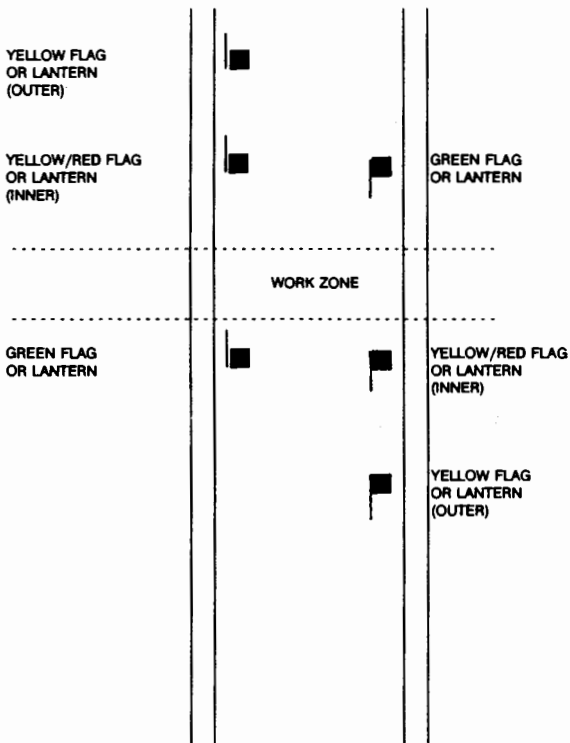 YELLOW FLAG
OR LANTERN
(OUTER)
YELLOW/RED FLAG
OR LANTERN
(INNER)
GREEN FLAG
OR LANTERN
WORK ZONE
GREEN FLAG
OR LANTERN
YELLOW/RED FLAG
OR LANTERN
(INNER)
YELLOW FLAG
OR LANTERN
(OUTER)